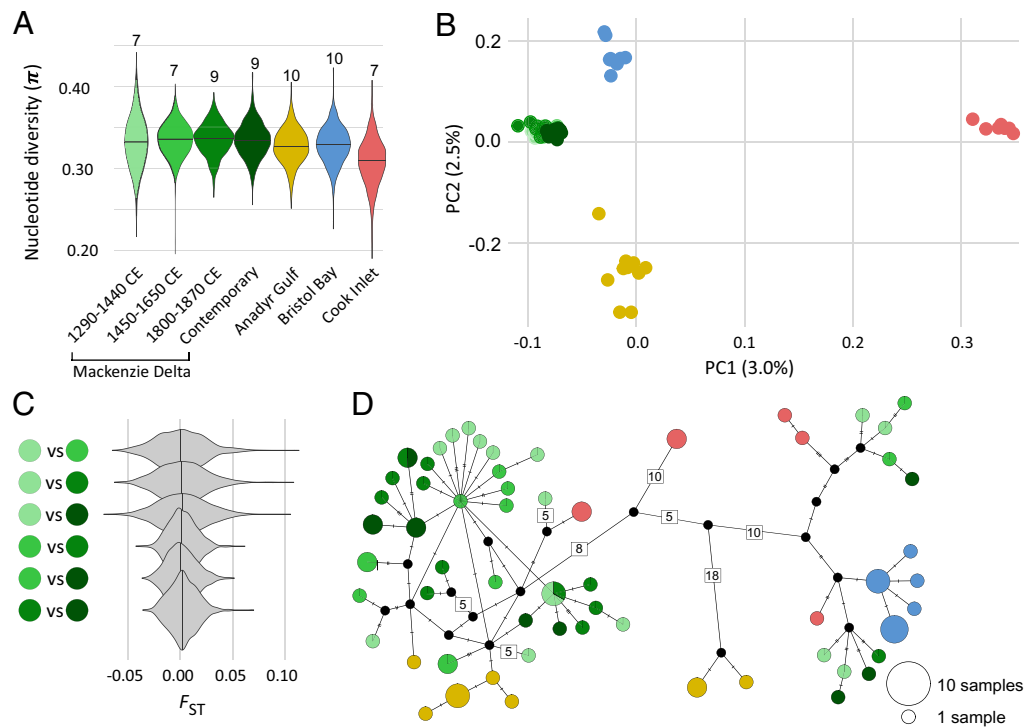 A
Nucleotide diversity (π)
0.40
0.30
0.20
7
7
9
9
10
10
7
1290-1440 CE
1450-1650 CE
1800-1870 CE
Contemporary
Anadyr Gulf
Bristol Bay
Cook Inlet
Mackenzie Delta
B
PC2 (2.5%)
0.2
0.0
-0.2
-0.1
0.0
0.1
0.2
0.3
PC1 (3.0%)
C
vs
vs
vs
vs
vs
vs
-0.05
0.00
0.05
0.10
FST
D
10
5
5
8
10
18
5
5
10 samples
1 sample